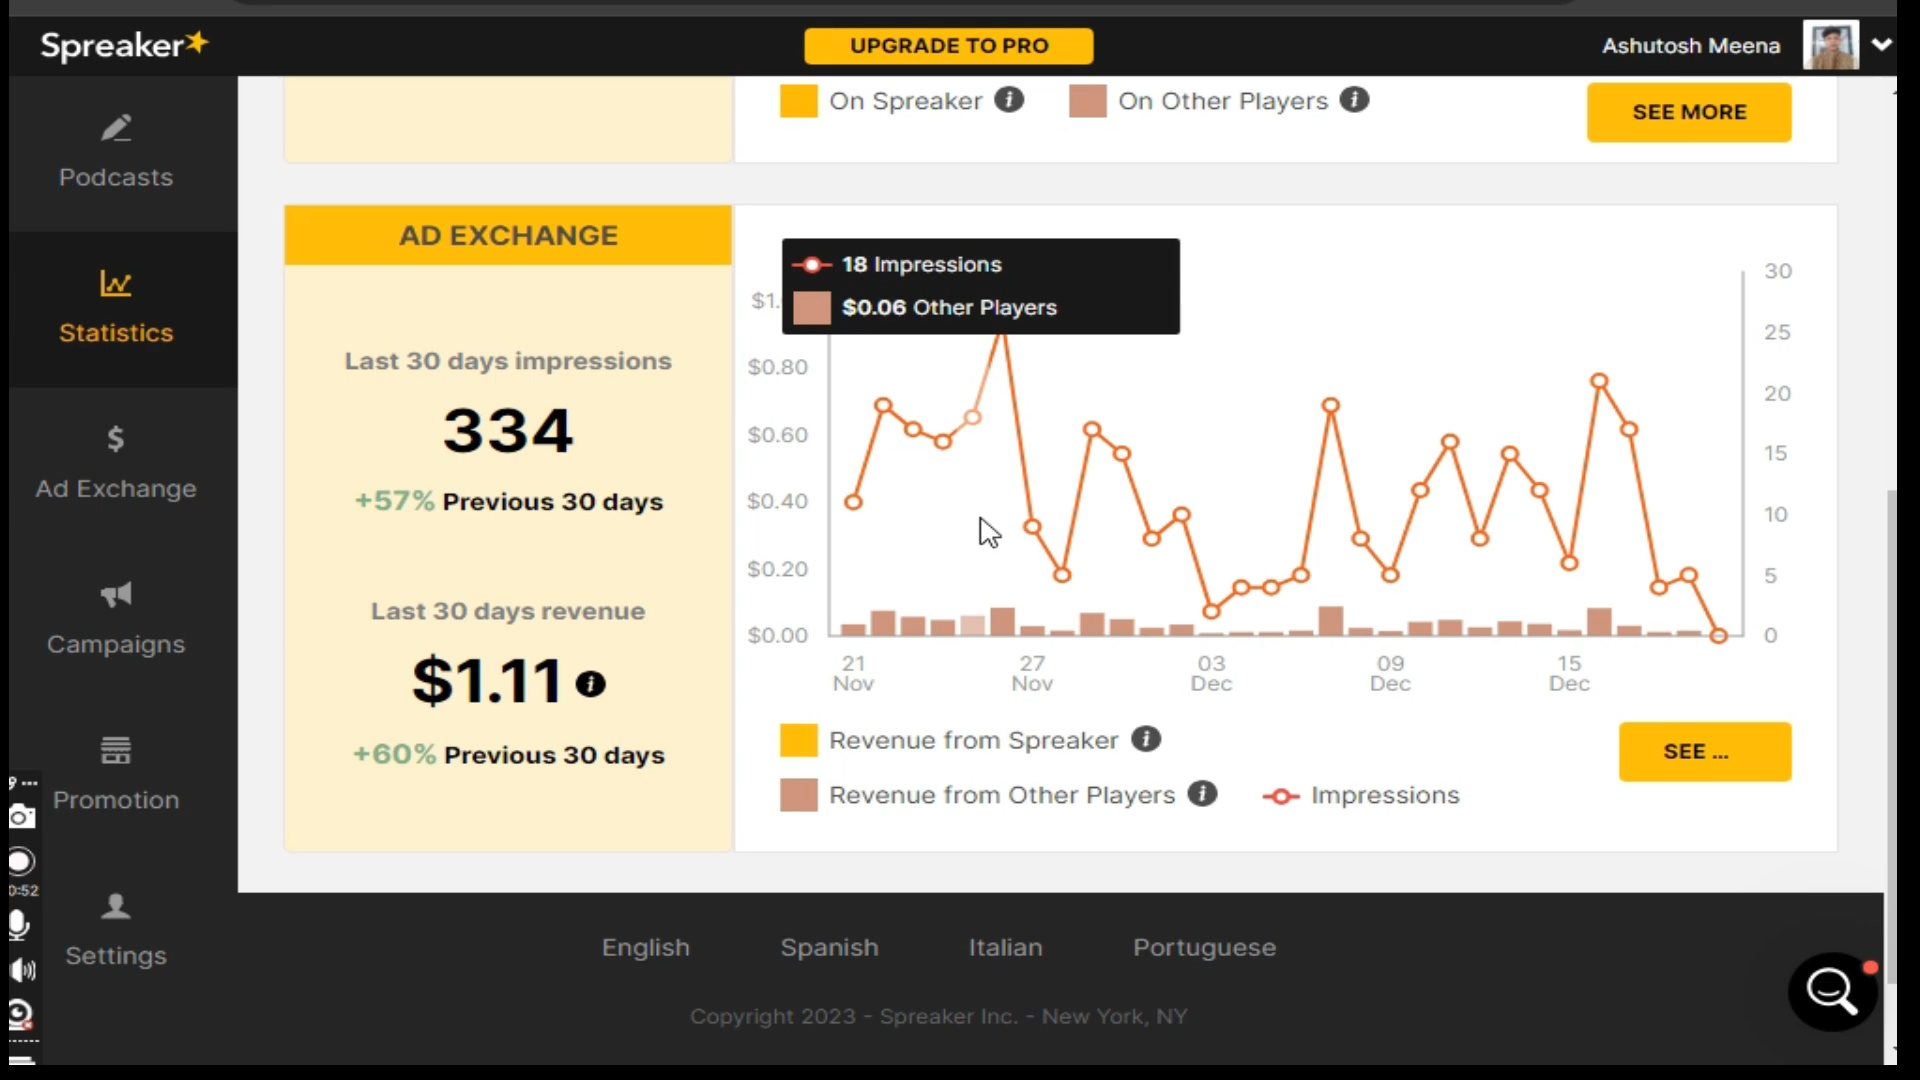 Spreaker
UPGRADE TO PRO
Ashutosh Meena
Podcasts
Statistics
Ad Exchange
Campaigns
Promotion
Settings
0:52
On Spreaker
On Other Players
SEE MORE
AD EXCHANGE
Last 30 days impressions
334
+57% Previous 30 days
Last 30 days revenue
$1.11
+60% Previous 30 days
18 Impressions
$0.06 Other Players
$1.
$0.80
$0.60
$0.40
$0.20
$0.00
30
25
20
15
10
5
0
21 Nov
27 Nov
03 Dec
09 Dec
15 Dec
Revenue from Spreaker
Revenue from Other Players
Impressions
SEE ...
English
Spanish
Italian
Portuguese
Copyright 2023 - Spreaker Inc. - New York, NY